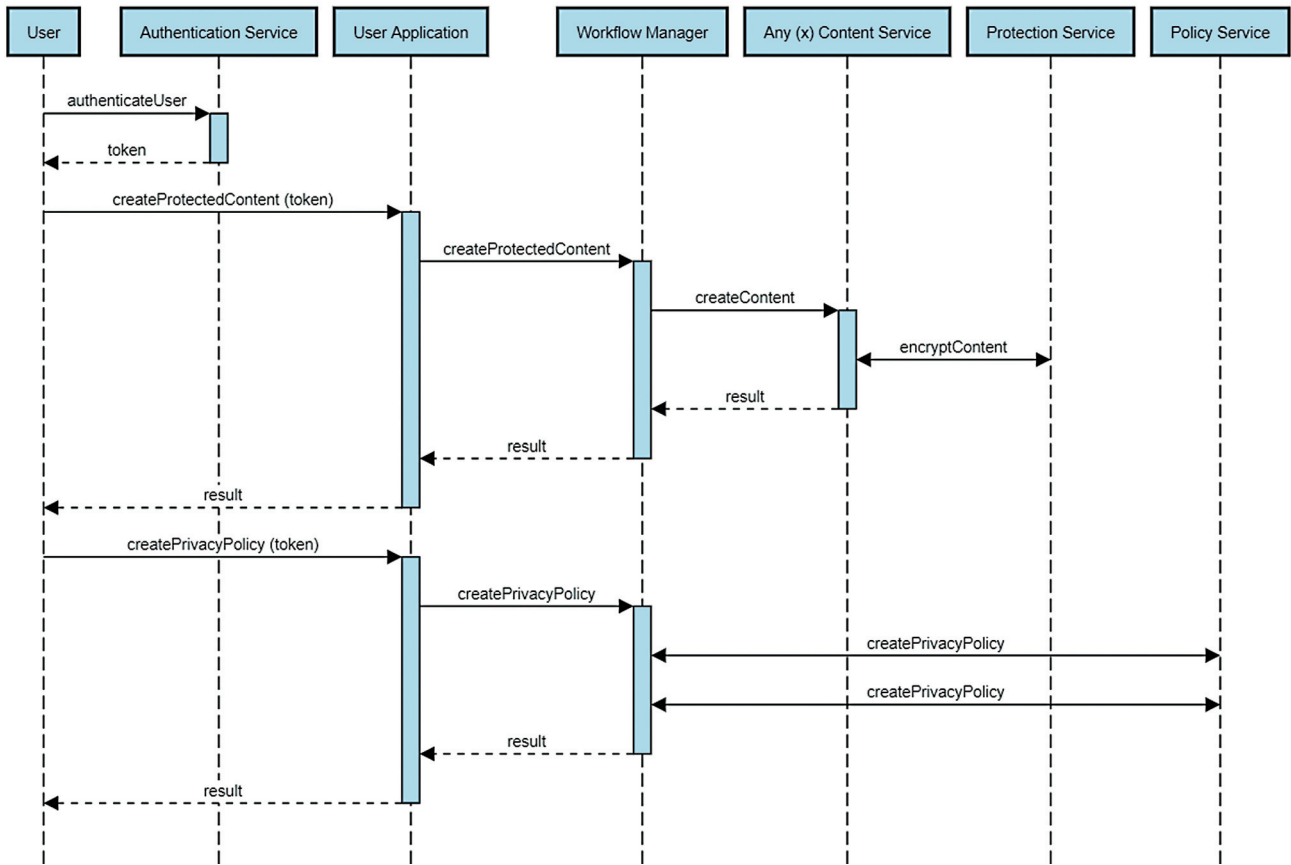 User
Authentication Service
User Application
Workflow Manager
Any (x) Content Service
Protection Service
Policy Service
authenticateUser
token
createProtectedContent (token)
createProtectedContent
createContent
encryptContent
result
result
result
createPrivacyPolicy (token)
createPrivacyPolicy
createPrivacyPolicy
createPrivacyPolicy
result
result